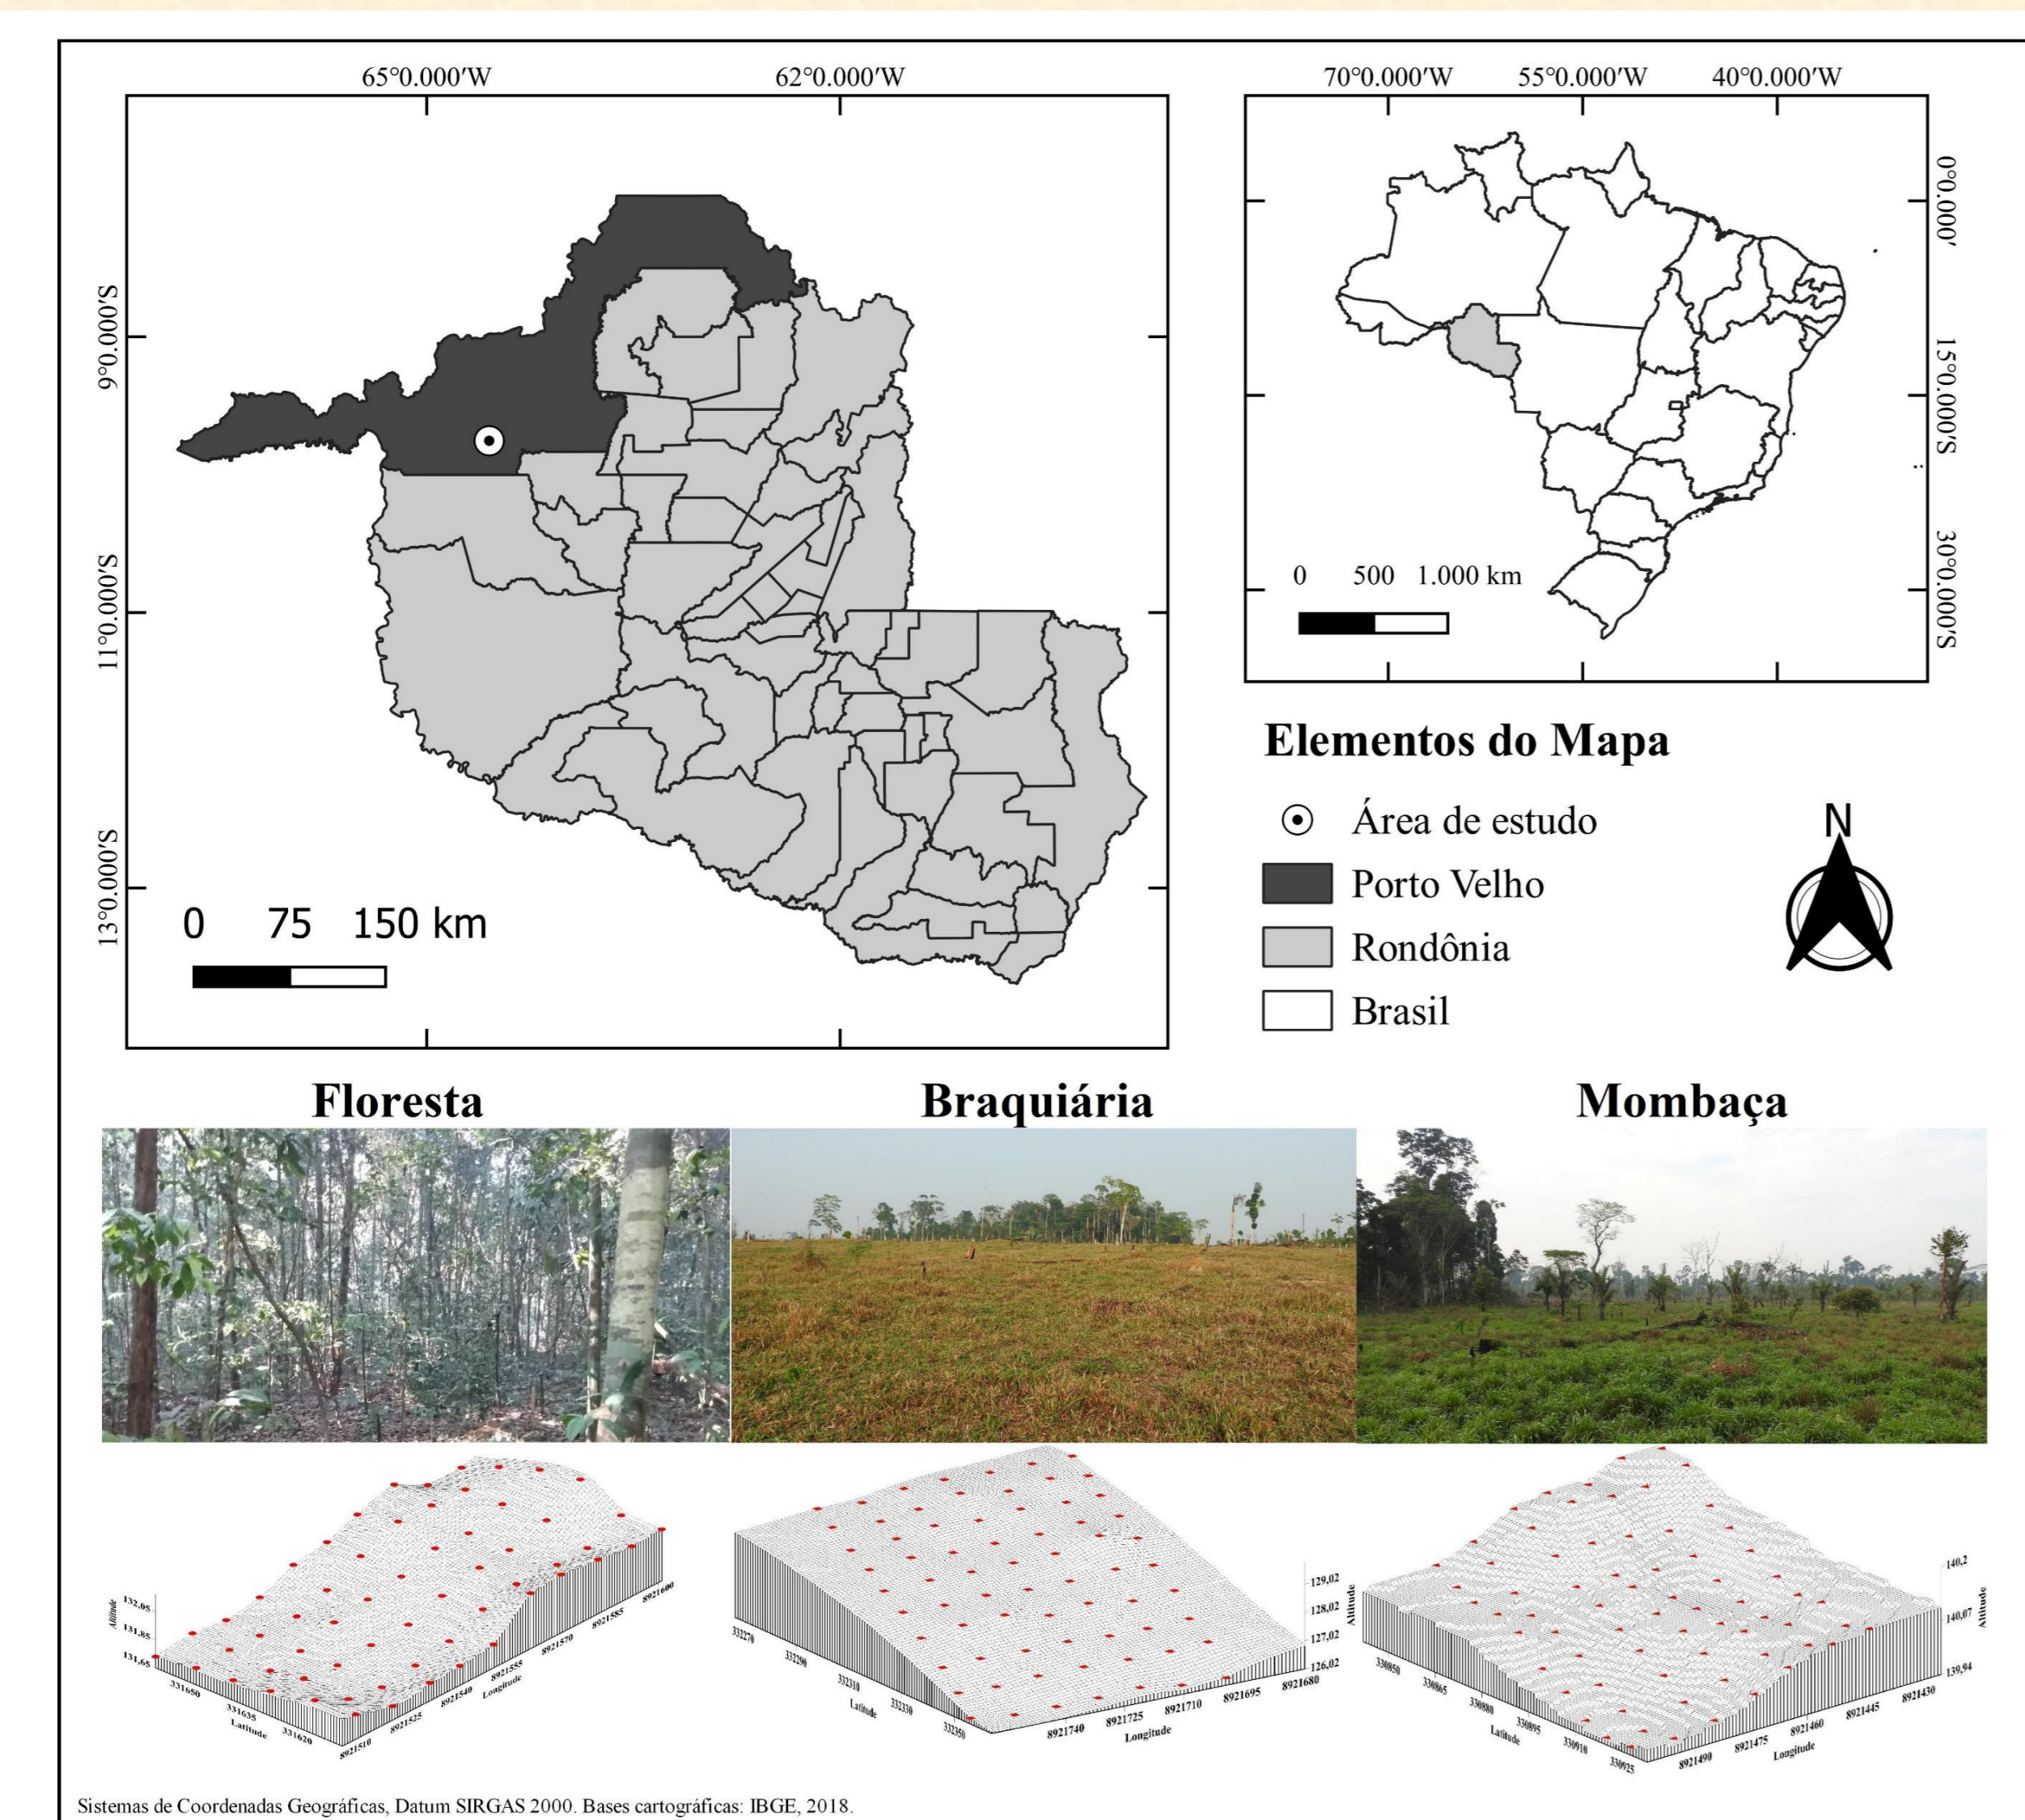 65°0.000′W 62°0.000′W
9°0.000′S
11°0.000′S
13°0.000′S
0 75 150 km
70°0.000′W 55°0.000′W 40°0.000′W
0°0.000′
15°0.000′S
30°0.000′S
0 500 1.000 km
Elementos do Mapa
Área de estudo
Porto Velho
Rondônia
Brasil
N
Floresta Braquiária Mombaça
Altitude
132,05
131,85
131,65
331650
331635
331620
Latitude
8921510
8921525
8921540
8921555
8921570
8921585
8921600
Longitude
332270
332290
332310
332330
332350
Latitude
8921740
8921725
8921710
8921695
8921680
Longitude
129,02
128,02
127,02
126,02
Altitude
330850
330865
330880
330895
330910
330925
Latitude
8921490
8921475
8921460
8921445
8921430
Longitude
140,2
140,07
139,94
Altitude
Sistemas de Coordenadas Geográficas, Datum SIRGAS 2000. Bases cartográficas: IBGE, 2018.